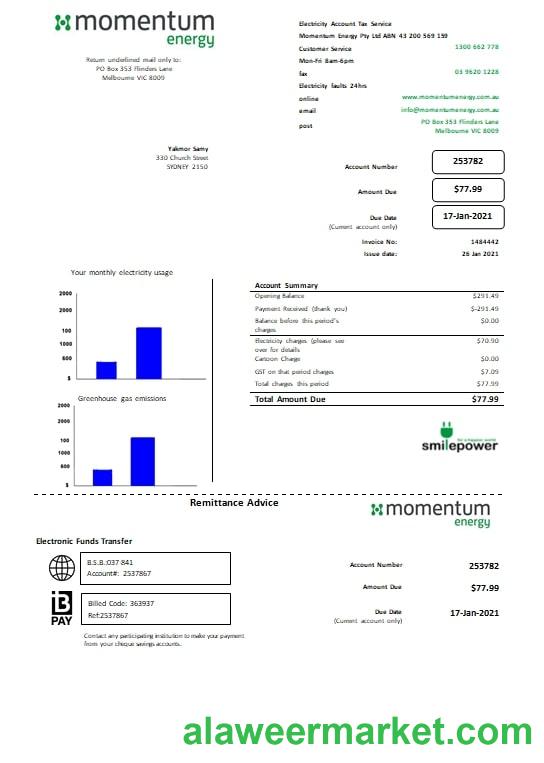 momentum
energy
Return undiefined mail only to:
PO Box 353 Flinders Lane
Melbourne VIC 8009
Electricity Account Tax Service
Momentum Energy Pty Ltd ABN 43 200 569 159
Customer Service 1300 662 778
Mon-Fri 8am-6pm
fax 03 9620 1228
Electricity faults 24hrs
online www.momentumenergy.com.au
email info@momentumenergy.com.au
post PO Box 353 Flinders Lane
Melbourne VIC 8009
Yakmor Samy
330 Church Street
SYDNEY 2150
Account Number 253782
Amount Due $77.99
Due Date 17-Jan-2021
(Current account only)
Invoice No: 1484442
Issue date: 26 Jan 2021
Your monthly electricity usage
2000
2000
100
1000
600
$
Greenhouse gas emissions
2000
2000
100
1000
600
$
Account Summary
Opening Balance $291.49
Payment Received (thank you) $-291.49
Balance before this period's $0.00
charges
Electricity charges (please see $70.90
over for details
Cartoon Charge $0.00
GST on that period charges $7.09
Total charges this period $77.99
Total Amount Due $77.99
for a happier world
smilepower
Remittance Advice
momentum
energy
Electronic Funds Transfer
B.S.B.:037 841
Account#: 2537867
B
PAY
Billed Code: 363937
Ref:2537867
Contact any participating institution to make your payment
from your cheque savings accounts.
Account Number 253782
Amount Due $77.99
Due Date 17-Jan-2021
(Current account only)
alaweermarket.com